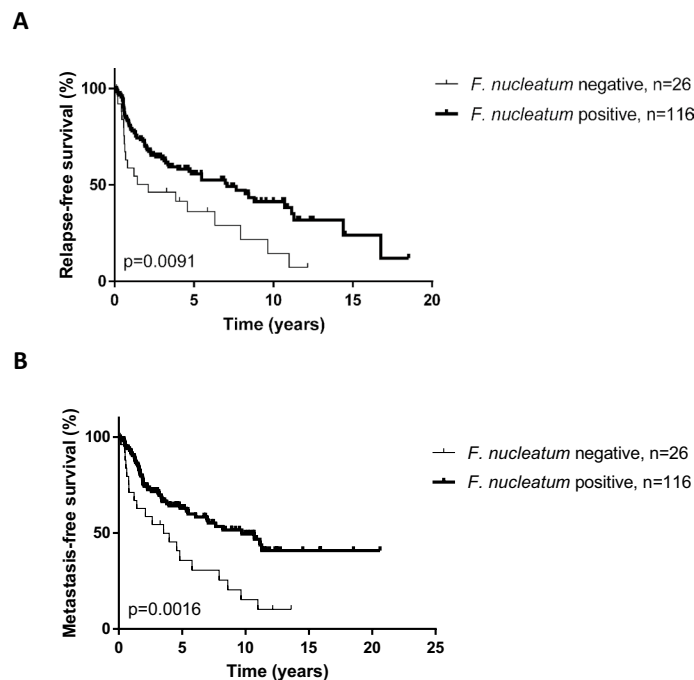 A
Relapse-free survival (%)
100
50
0
p=0.0091
0 5 10 15 20
Time (years)
F. nucleatum negative, n=26
F. nucleatum positive, n=116
B
Metastasis-free survival (%)
100
50
0
p=0.0016
0 5 10 15 20 25
Time (years)
F. nucleatum negative, n=26
F. nucleatum positive, n=116